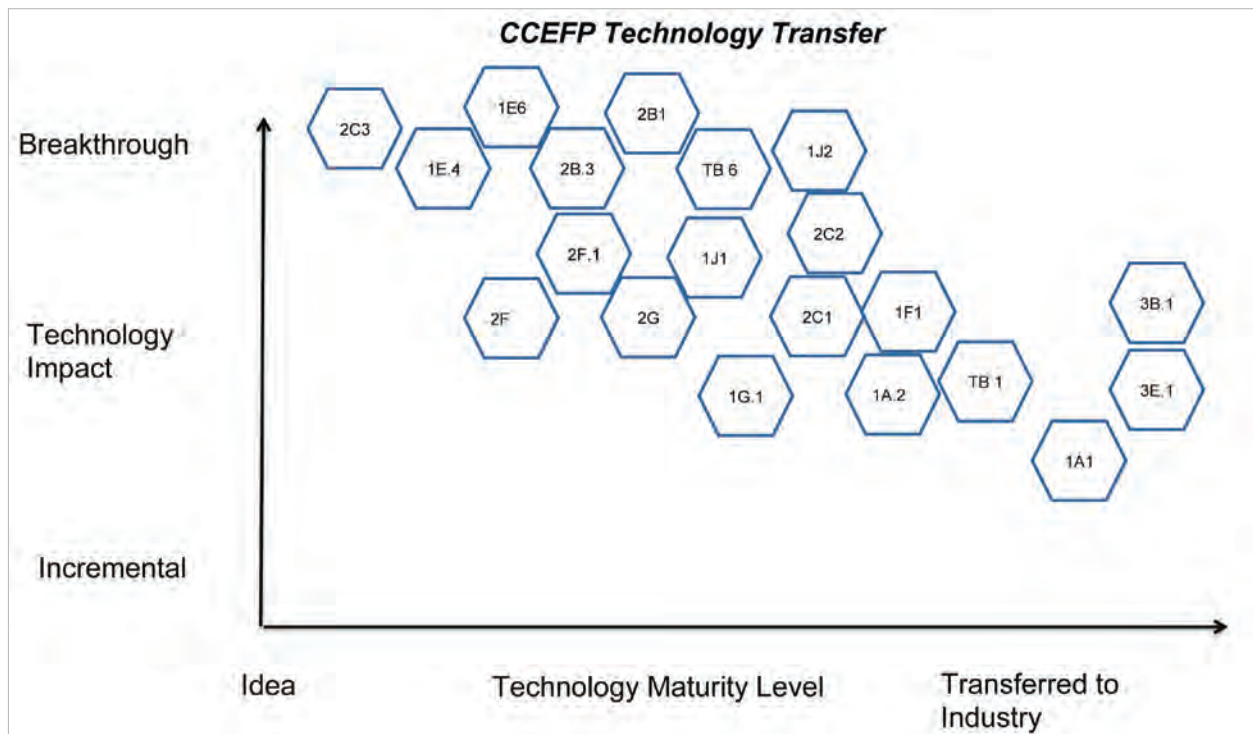 CCEFP Technology Transfer
Breakthrough
Technology
Impact
Incremental
2C3
1E6
2B1
1E.4
2B.3
TB 6
1J2
2F.1
1J1
2C2
2F
2G
2C1
1F1
3B.1
1G.1
1A.2
TB 1
3E.1
1A1
Idea
Technology Maturity Level
Transferred to
Industry